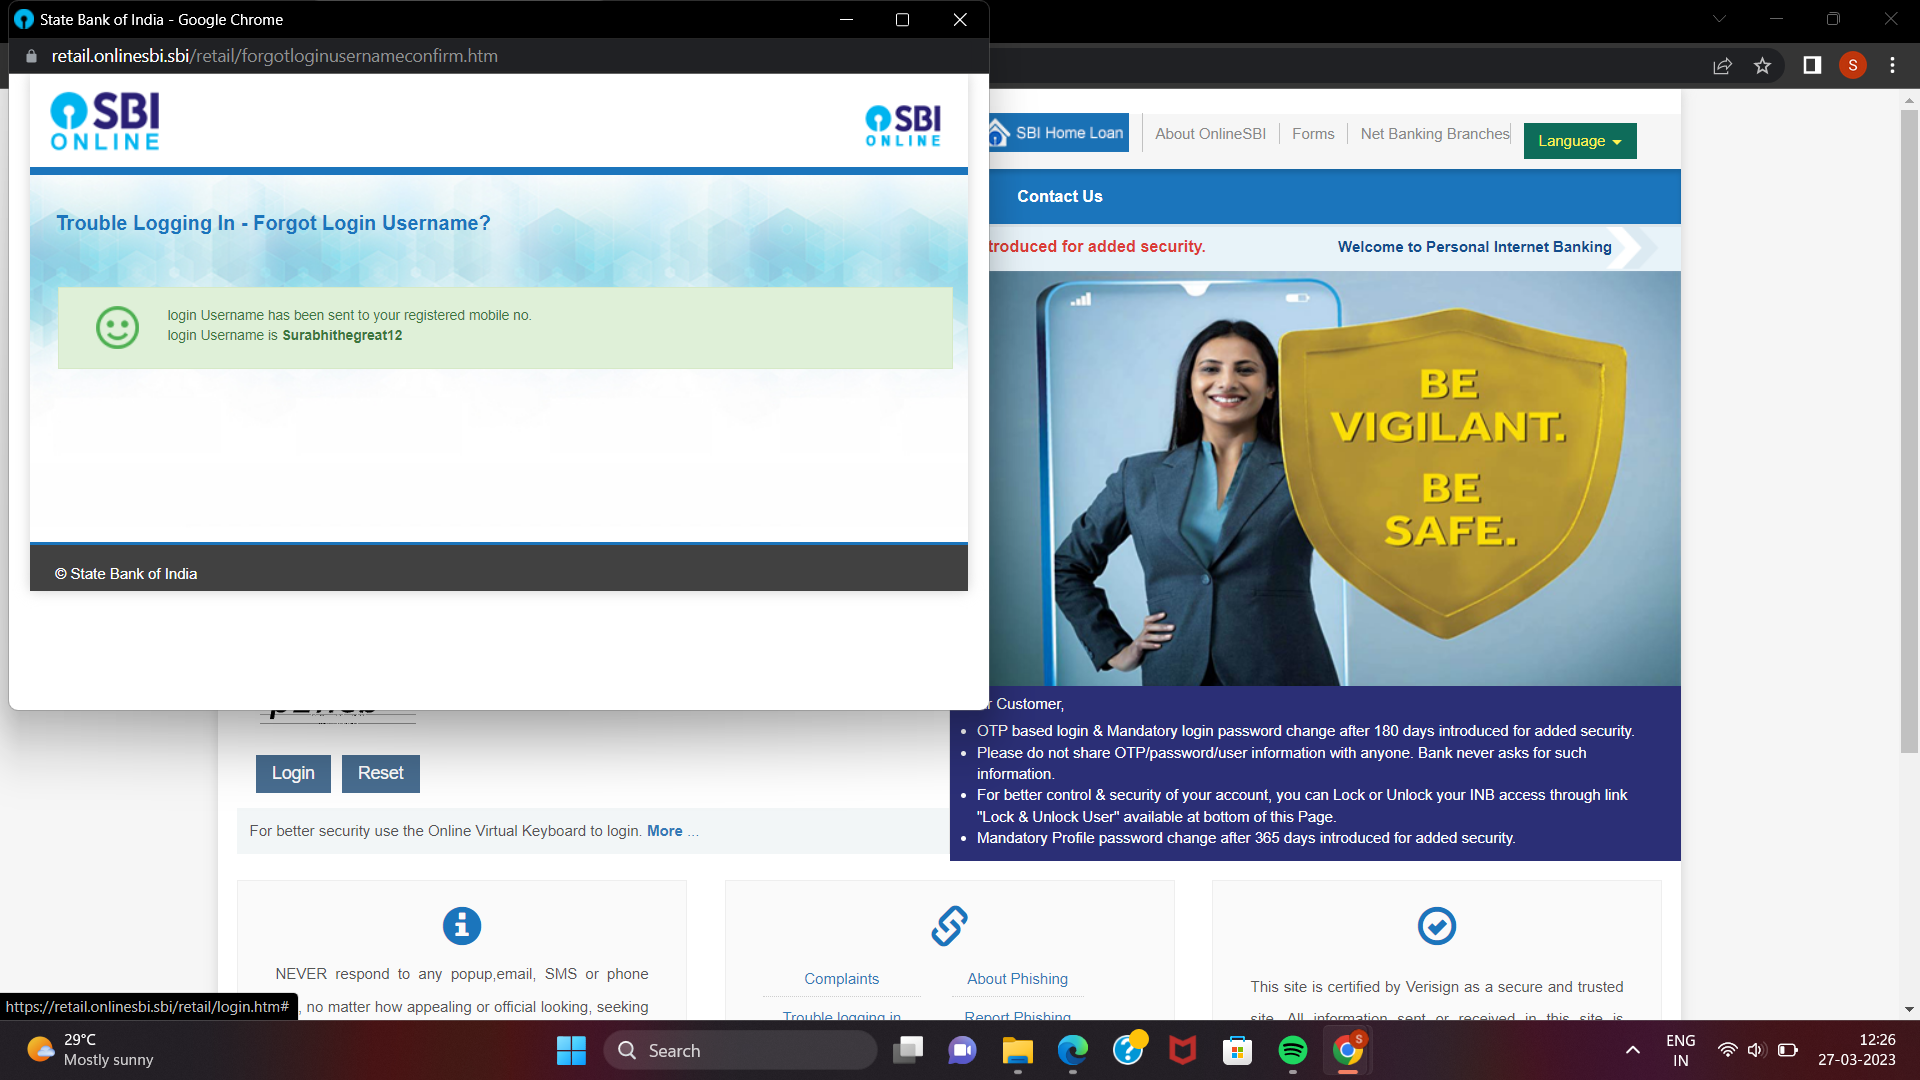 State Bank of India - Google Chrome
retail.onlinesbi.sbi/retail/forgotloginusernameconfirm.htm
SBI
ONLINE
SBI
ONLINE
Trouble Logging In - Forgot Login Username?
login Username has been sent to your registered mobile no.
login Username is Surabhithegreat12
© State Bank of India
S
SBI Home Loan
About OnlineSBI
Forms
Net Banking Branches
Language
Contact Us
troduced for added security.
Welcome to Personal Internet Banking
BE
VIGILANT.
BE
SAFE.
r Customer,
OTP based login & Mandatory login password change after 180 days introduced for added security.
Please do not share OTP/password/user information with anyone. Bank never asks for such
information.
For better control & security of your account, you can Lock or Unlock your INB access through link
"Lock & Unlock User" available at bottom of this Page.
Mandatory Profile password change after 365 days introduced for added security.
Login
Reset
For better security use the Online Virtual Keyboard to login. More ...
NEVER respond to any popup,email, SMS or phone
, no matter how appealing or official looking, seeking
Complaints
About Phishing
Trouble logging in
Report Phishing
This site is certified by Verisign as a secure and trusted
site. All information sent or received in this site is
https://retail.onlinesbi.sbi/retail/login.htm#
29°C
Mostly sunny
Search
S
ENG
IN
12:26
27-03-2023